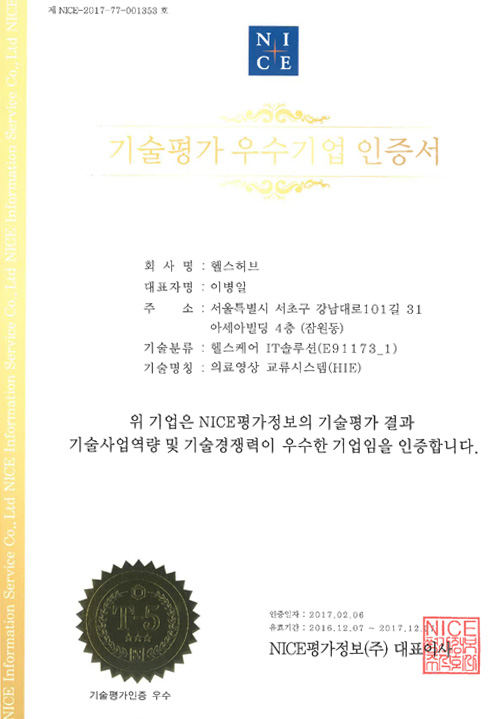 제 NICE-2017-77-001353 호
NI
CE
기술평가 우수기업 인증서
회 사 명 : 헬스허브
대표자명 : 이병일
주 소 : 서울특별시 서초구 강남대로101길 31
아세아빌딩 4층 (잠원동)
기술분류 : 헬스케어 IT솔루션(E91173_1)
기술명칭 : 의료영상 교류시스템(HIE)
위 기업은 NICE평가정보의 기술평가 결과
기술사업역량 및 기술경쟁력이 우수한 기업임을 인증합니다.
T-5
N
기술평가인증 우수
인증일자 : 2017.02.06
유효기간 : 2016.12.07 ~ 2017.12.
NICE평가정보(주) 대표이사
NICE
NICE Information Service Co., Ltd NICE Information Service Co., Ltd NICE Information Service Co., Ltd NICE